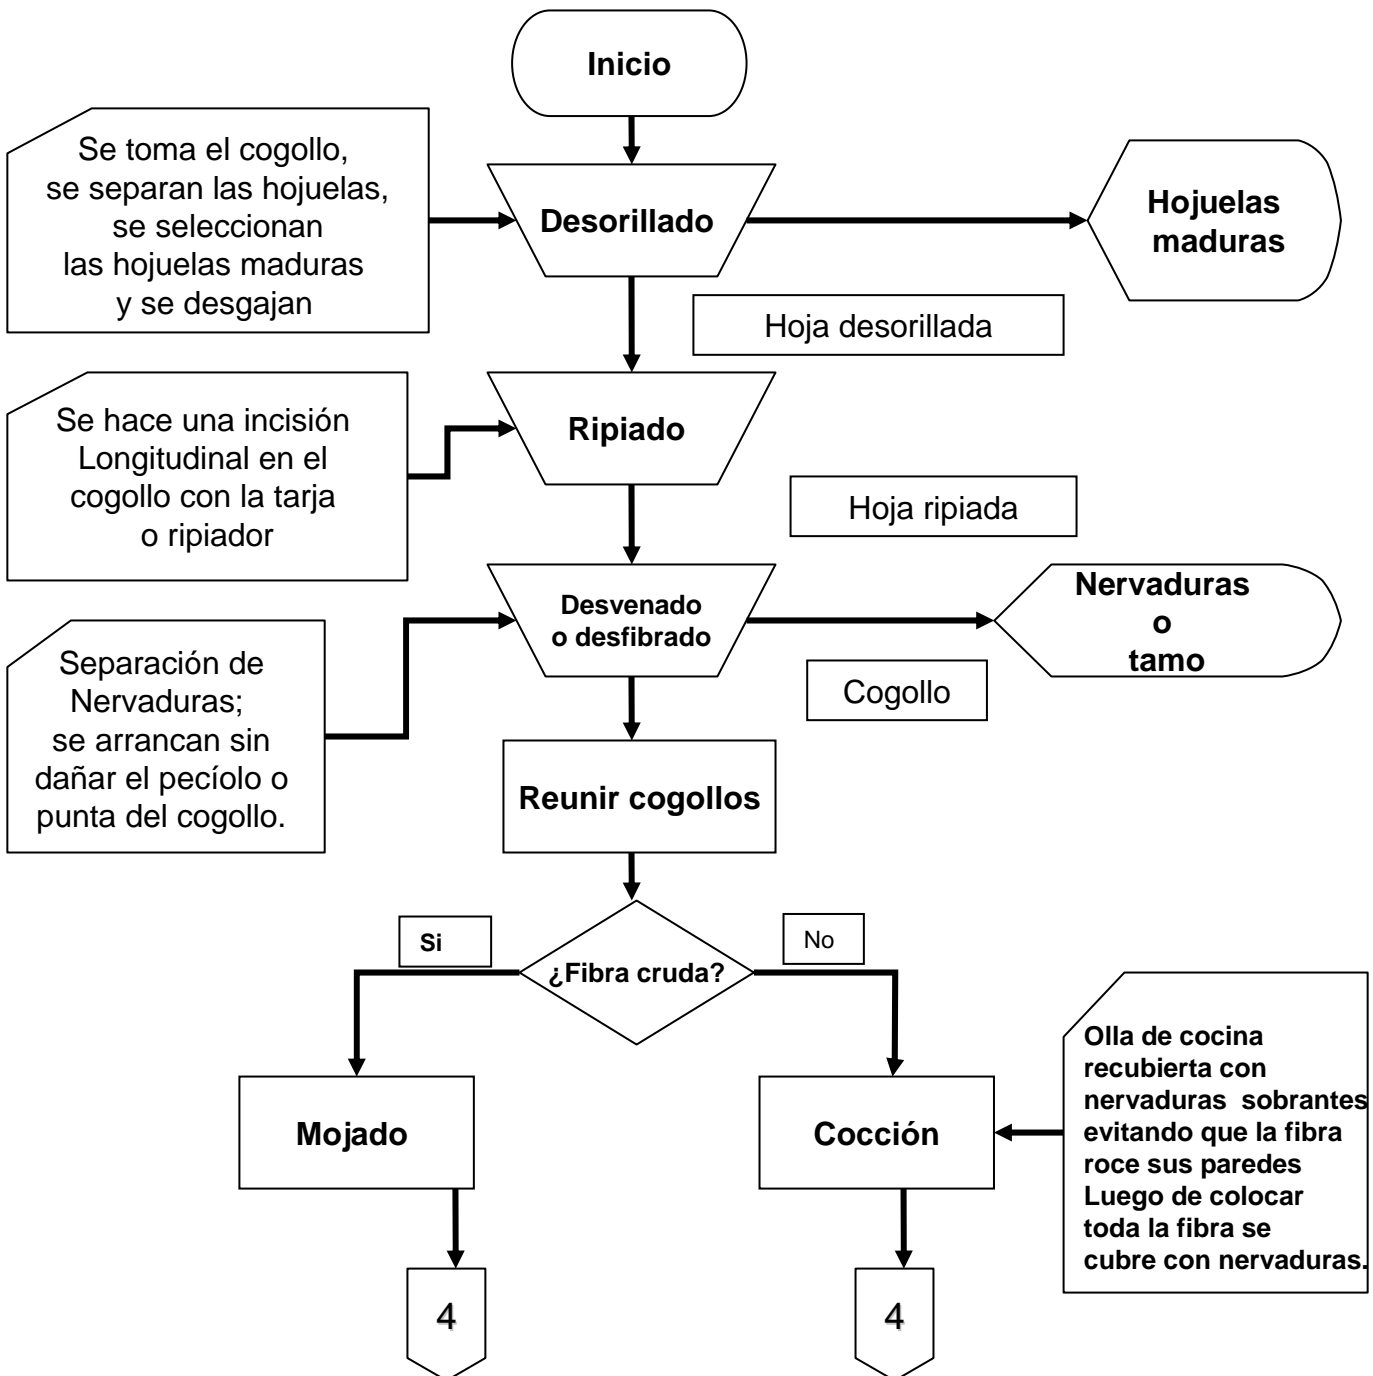 Inicio
Se toma el cogollo,
se separan las hojuelas,
se seleccionan
las hojuelas maduras
y se desgajan
Desorillado
Hojuelas
maduras
Hoja desorillada
Se hace una incisión
Longitudinal en el
cogollo con la tarja
o ripiador
Ripiado
Hoja ripiada
Separación de
Nervaduras;
se arrancan sin
dañar el pecíolo o
punta del cogollo.
Desvenado
o desfibrado
Nervaduras
o
tamo
Cogollo
Reunir cogollos
Si
¿Fibra cruda?
No
Mojado
Cocción
Olla de cocina
recubierta con
nervaduras sobrantes
evitando que la fibra
roce sus paredes
Luego de colocar
toda la fibra se
cubre con nervaduras.
4
4